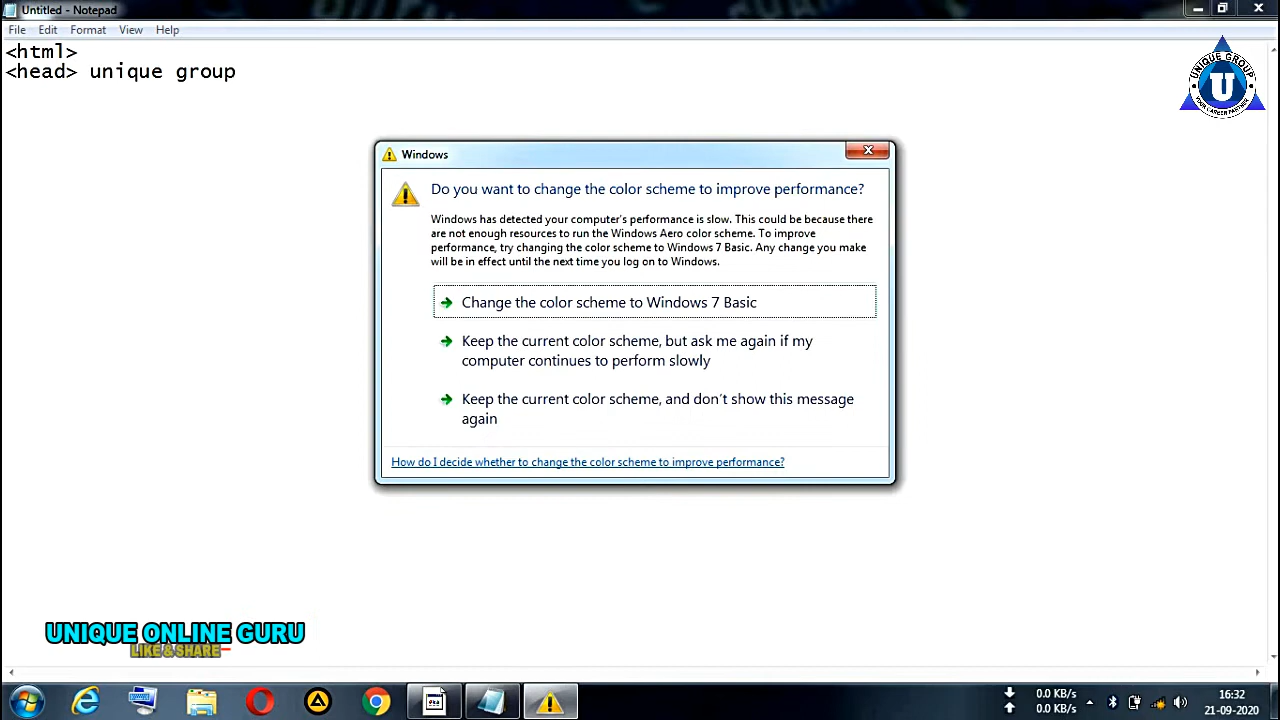 Untitled - Notepad
File Edit Format View Help
<html>
<head> unique group
UNIQUE GROUP
U
YOUR CAREER PARTNER
Windows
Do you want to change the color scheme to improve performance?
Windows has detected your computer's performance is slow. This could be because there
are not enough resources to run the Windows Aero color scheme. To improve
performance, try changing the color scheme to Windows 7 Basic. Any change you make
will be in effect until the next time you log on to Windows.
Change the color scheme to Windows 7 Basic
Keep the current color scheme, but ask me again if my
computer continues to perform slowly
Keep the current color scheme, and don't show this message
again
How do I decide whether to change the color scheme to improve performance?
UNIQUE ONLINE GURU
LIKE & SHARE
0.0 KB/s
0.0 KB/s
16:32
21-09-2020